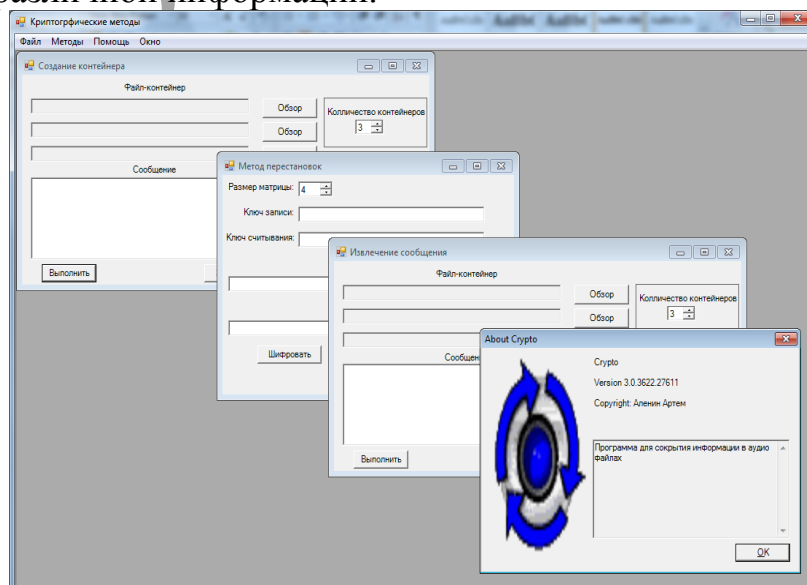 различной информации.
Криптогрфические методы
Файл Методы Помощь Окно
Создание контейнера
Файл-контейнер
Обзор
Обзор
Колличество контейнеров
3
Сообщение
Выполнить
Метод перестановок
Размер матрицы: 4
Ключ записи:
Ключ считывания:
Шифровать
Извлечение сообщения
Файл-контейнер
Обзор
Обзор
Колличество контейнеров
3
Сообщен
Выполнить
About Crypto
Crypto
Version 3.0.3622.27611
Copyright: Аленин Артем
Программа для сокрытия информации в аудио
файлах
OK